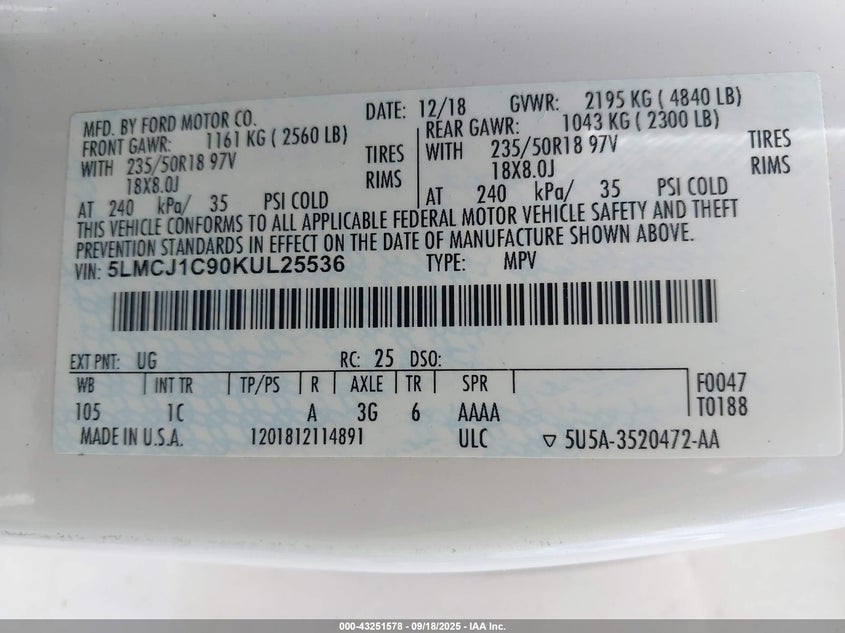 MFD. BY FORD MOTOR CO.
DATE: 12/18 GVWR: 2195 KG ( 4840 LB)
FRONT GAWR: 1161 KG ( 2560 LB)
WITH 235/50R18 97V TIRES
18X8.0J RIMS
AT 240 kPa/ 35 PSI COLD
REAR GAWR: 1043 KG ( 2300 LB)
WITH 235/50R18 97V TIRES
18X8.0J RIMS
AT 240 kPa/ 35 PSI COLD
THIS VEHICLE CONFORMS TO ALL APPLICABLE FEDERAL MOTOR VEHICLE SAFETY AND THEFT
PREVENTION STANDARDS IN EFFECT ON THE DATE OF MANUFACTURE SHOWN ABOVE.
VIN: 5LMCJ1C90KUL25536 TYPE: MPV
EXT PNT: UG RC: 25 DSO:
WB INT TR TP/PS R AXLE TR SPR F0047
105 1C A 3G 6 AAAA T0188
MADE IN U.S.A. 1201812114891 ULC ▽ 5U5A-3520472-AA
000-43251578 - 09/18/2025 - IAA Inc.